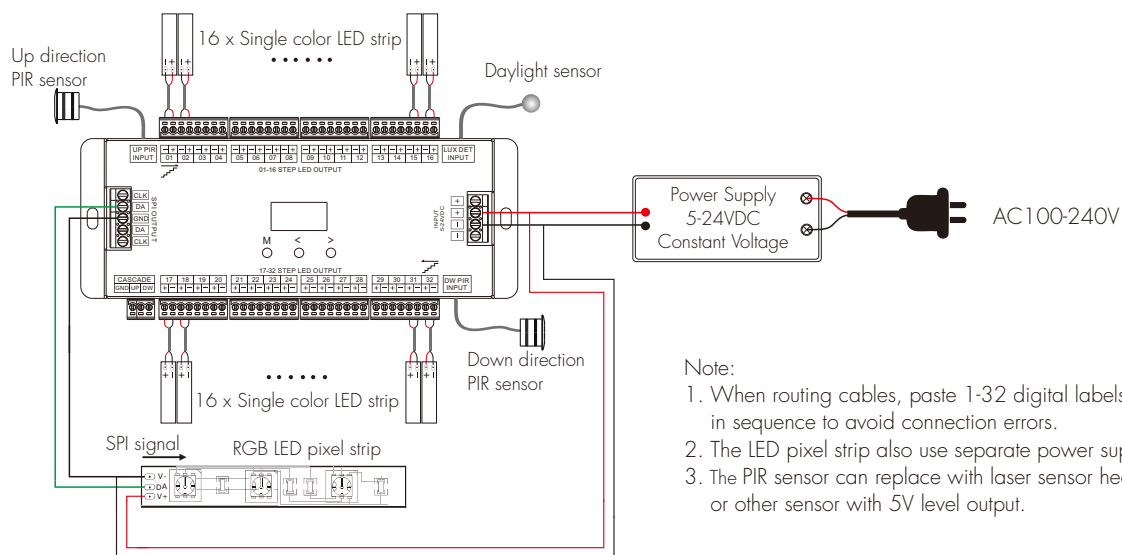 16 x Single color LED strip
Up direction
PIR sensor
Daylight sensor
UP PIR
INPUT
01 02 03 04
05 06 07 08
09 10 11 12
13 14 15 16
LUX DET
INPUT
01-16 STEP LED OUTPUT
CLK
DA
GND
DA
CLK
SPI OUTPUT
M < >
INPUT
5-24VDC
17-32 STEP LED OUTPUT
CASCADE
GND UP DW
17 18 19 20
21 22 23 24
25 26 27 28
29 30 31 32
DW PIR
INPUT
Power Supply
5-24VDC
Constant Voltage
AC100-240V
Down direction
PIR sensor
16 x Single color LED strip
SPI signal
RGB LED pixel strip
V-
DA
V+
Note:
1. When routing cables, paste 1-32 digital labels
in sequence to avoid connection errors.
2. The LED pixel strip also use separate power
3. The PIR sensor can replace with laser sensor
or other sensor with 5V level output.